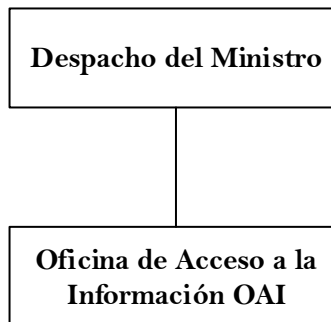 Despacho del Ministro
Oficina de Acceso a la
Información OAI